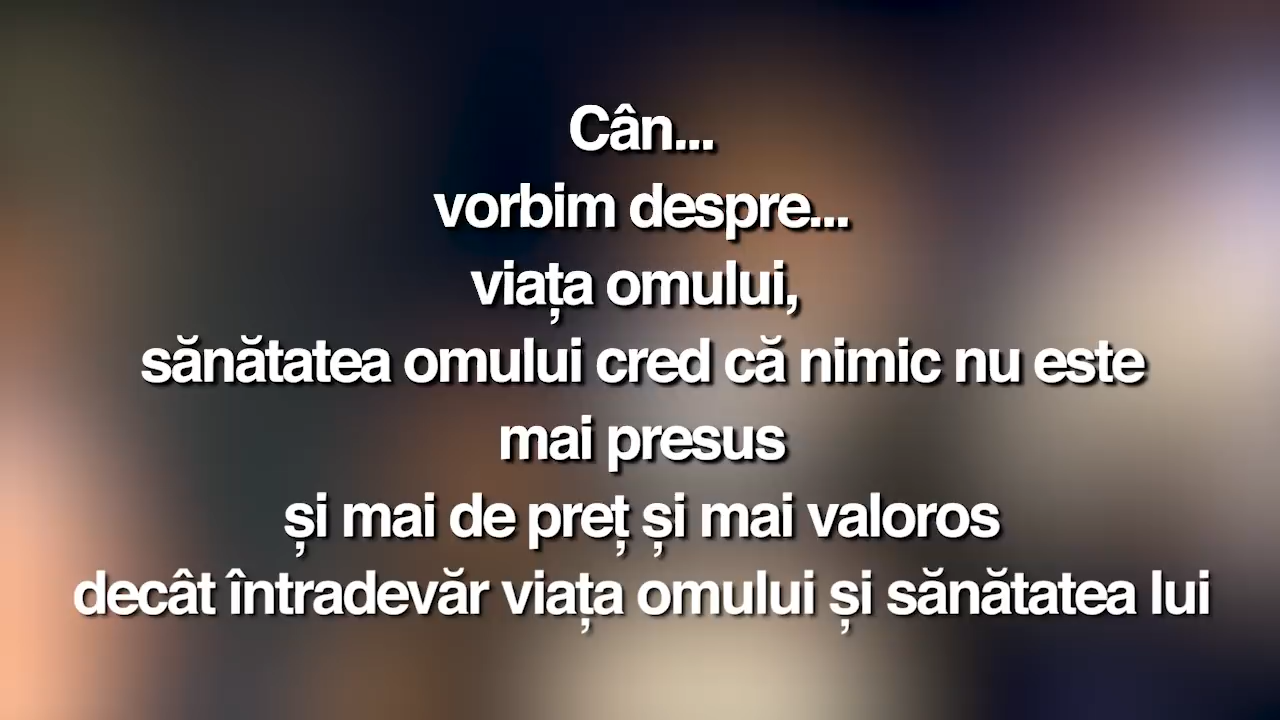 Cân...
vorbim despre...
viața omului,
sănătatea omului cred că nimic nu este
mai presus
și mai de preț și mai valoros
decât întradevăr viața omului și sănătatea lui